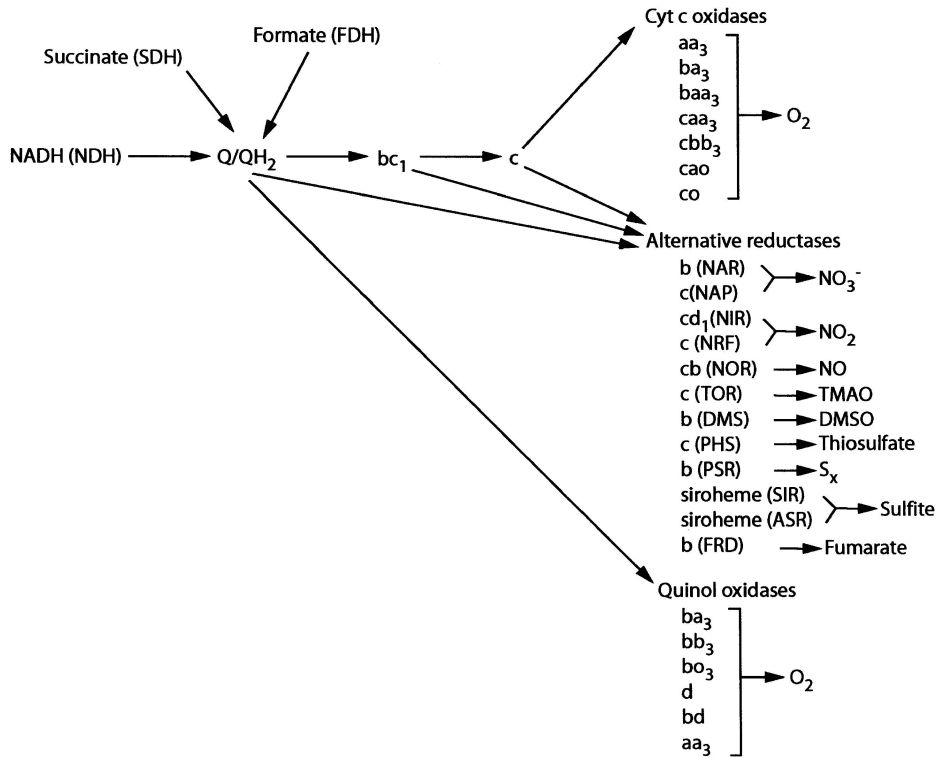 Cyt c oxidases
Formate (FDH)
Succinate (SDH)
aa3
ba3
baa3
caa3
cbb3
cao
co
O2
NADH (NDH)
Q/QH2
bc1
c
Alternative reductases
b (NAR)
c(NAP)
NO3-
cd1(NIR)
c (NRF)
NO2
cb (NOR)
NO
c (TOR)
TMAO
b (DMS)
DMSO
c (PHS)
Thiosulfate
b (PSR)
Sx
siroheme (SIR)
siroheme (ASR)
Sulfite
b (FRD)
Fumarate
Quinol oxidases
ba3
bb3
bo3
d
bd
aa3
O2